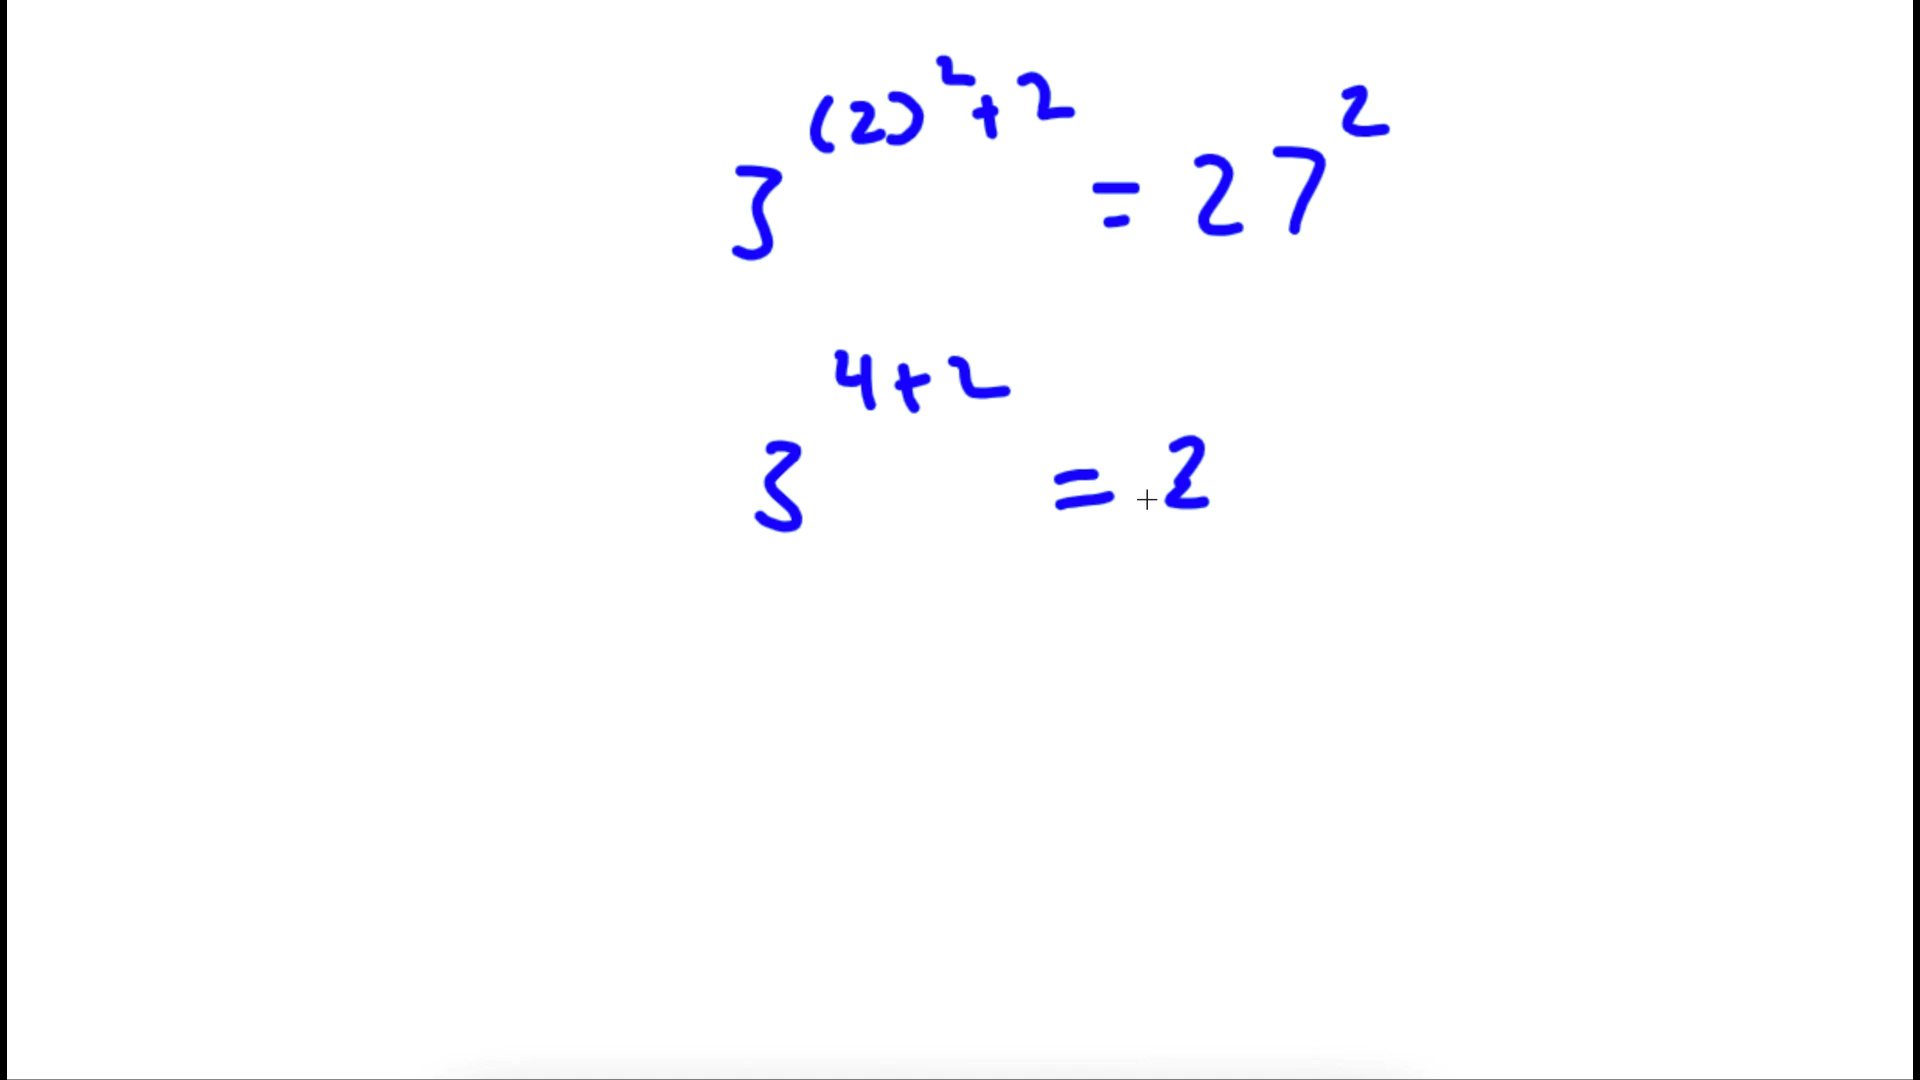 3^{(2)^2+2} = 27^2
3^{4+2} = 2